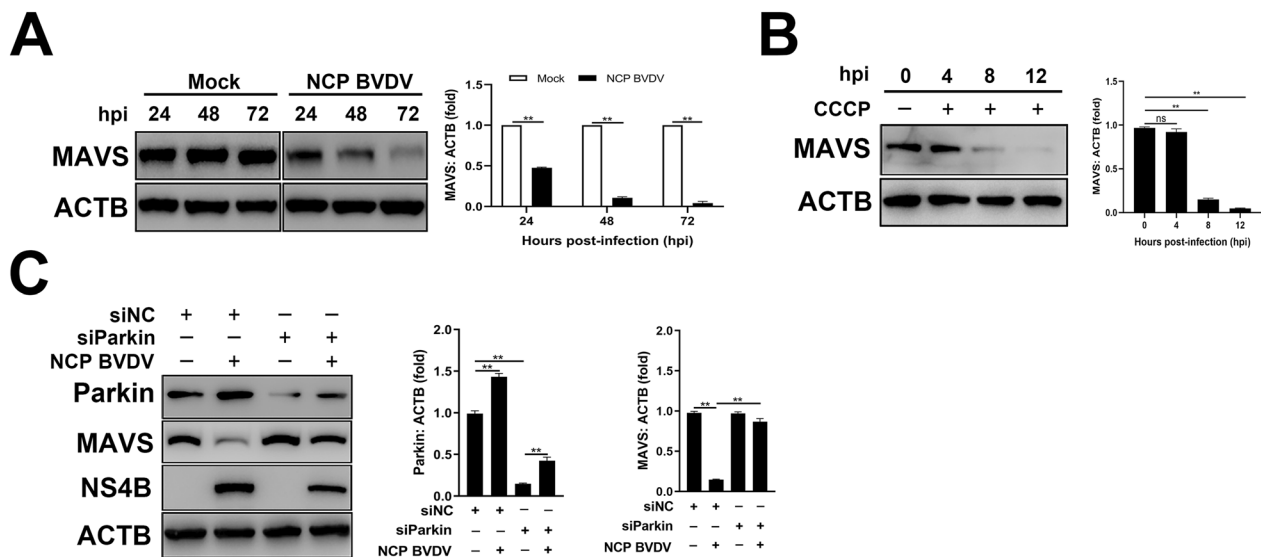 A
Mock NCP BVDV
hpi 24 48 72 24 48 72
MAVS
ACTB
Mock NCP BVDV
MAVS: ACTB (fold)
1.5
1.0
0.5
0.0
** ** **
24 48 72
Hours post-infection (hpi)
B
hpi 0 4 8 12
CCCP − + + +
MAVS
ACTB
MAVS: ACTB (fold)
1.5
1.0
0.5
0.0
**
**
ns
0 4 8 12
Hours post-infection (hpi)
C
siNC + + − −
siParkin − − + +
NCP BVDV − + − +
Parkin
MAVS
NS4B
ACTB
Parkin: ACTB (fold)
2.0
1.5
1.0
0.5
0.0
**
**
**
siNC + + − −
siParkin − − + +
NCP BVDV − + − +
MAVS: ACTB (fold)
2.0
1.5
1.0
0.5
0.0
** **
siNC + + − −
siParkin − − + +
NCP BVDV − + − +